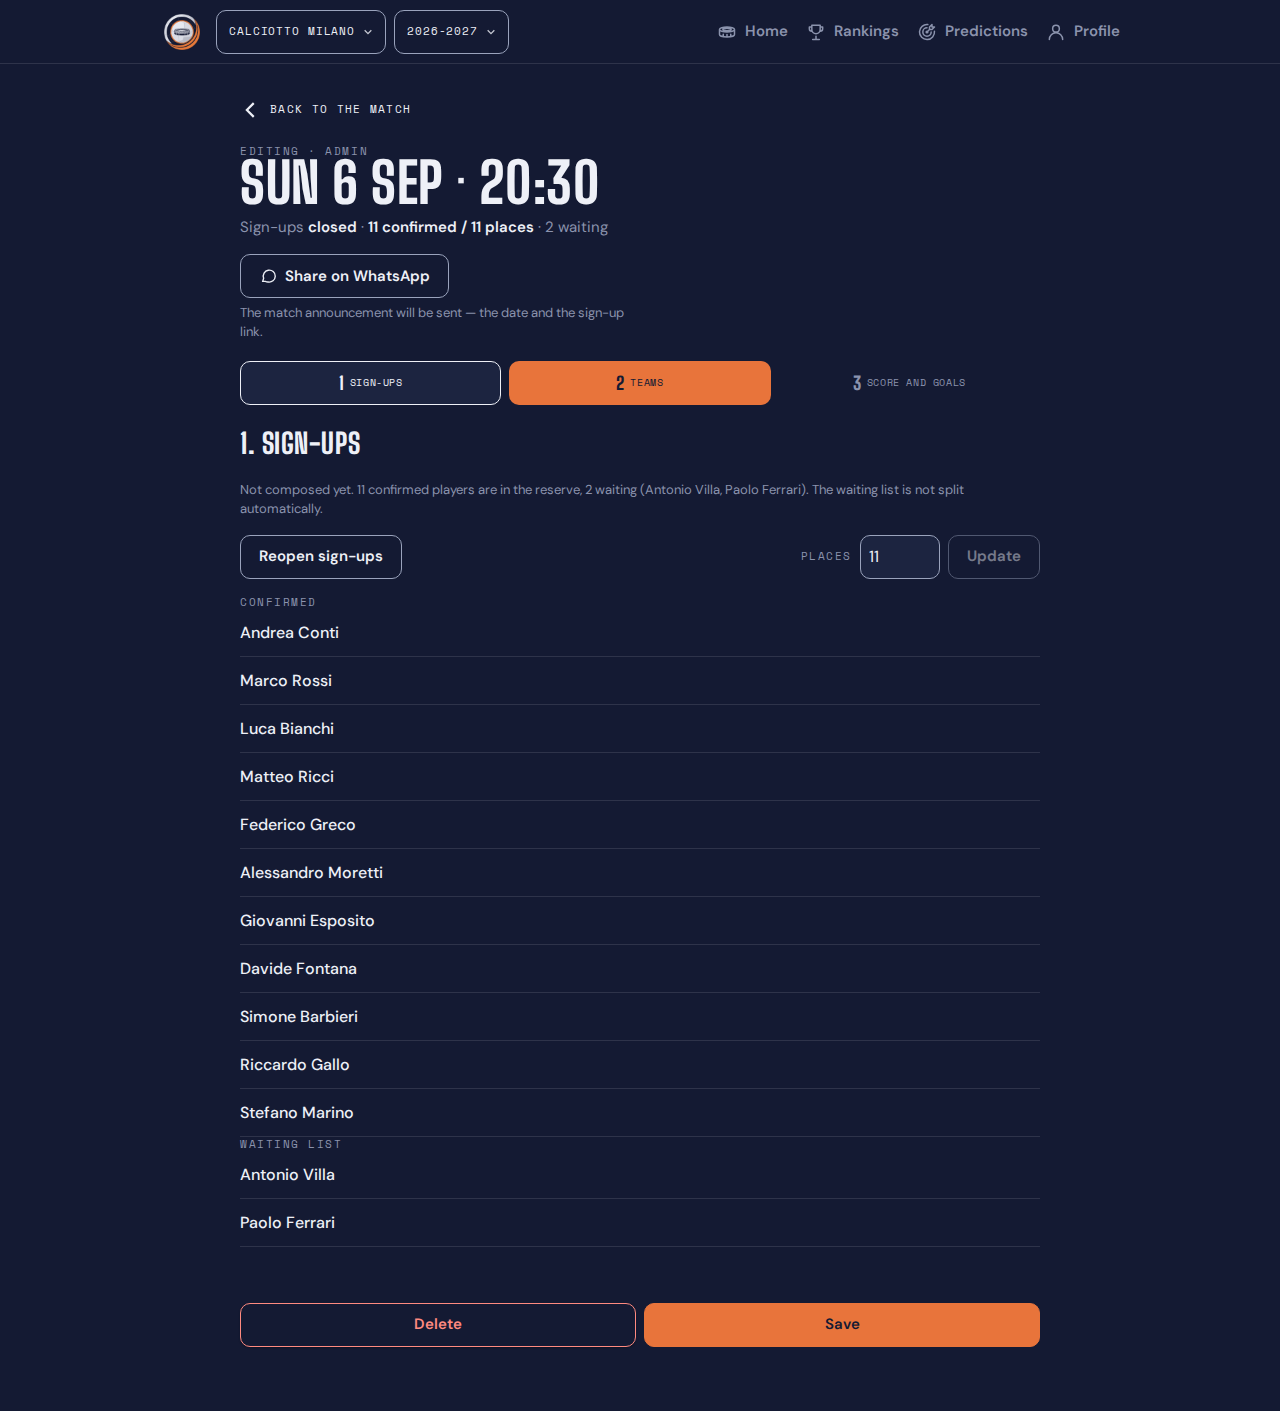 CALCIOTTO MILANO
2026-2027
Home
Rankings
Predictions
Profile
BACK TO THE MATCH
EDITING · ADMIN
SUN 6 SEP · 20:30
Sign-ups closed · 11 confirmed / 11 places · 2 waiting
Share on WhatsApp
The match announcement will be sent — the date and the sign-up
link.
1 SIGN-UPS
2 TEAMS
3 SCORE AND GOALS
1. SIGN-UPS
Not composed yet. 11 confirmed players are in the reserve, 2 waiting (Antonio Villa, Paolo Ferrari). The waiting list is not split
automatically.
Reopen sign-ups
PLACES
11
Update
CONFIRMED
Andrea Conti
Marco Rossi
Luca Bianchi
Matteo Ricci
Federico Greco
Alessandro Moretti
Giovanni Esposito
Davide Fontana
Simone Barbieri
Riccardo Gallo
Stefano Marino
WAITING LIST
Antonio Villa
Paolo Ferrari
Delete
Save